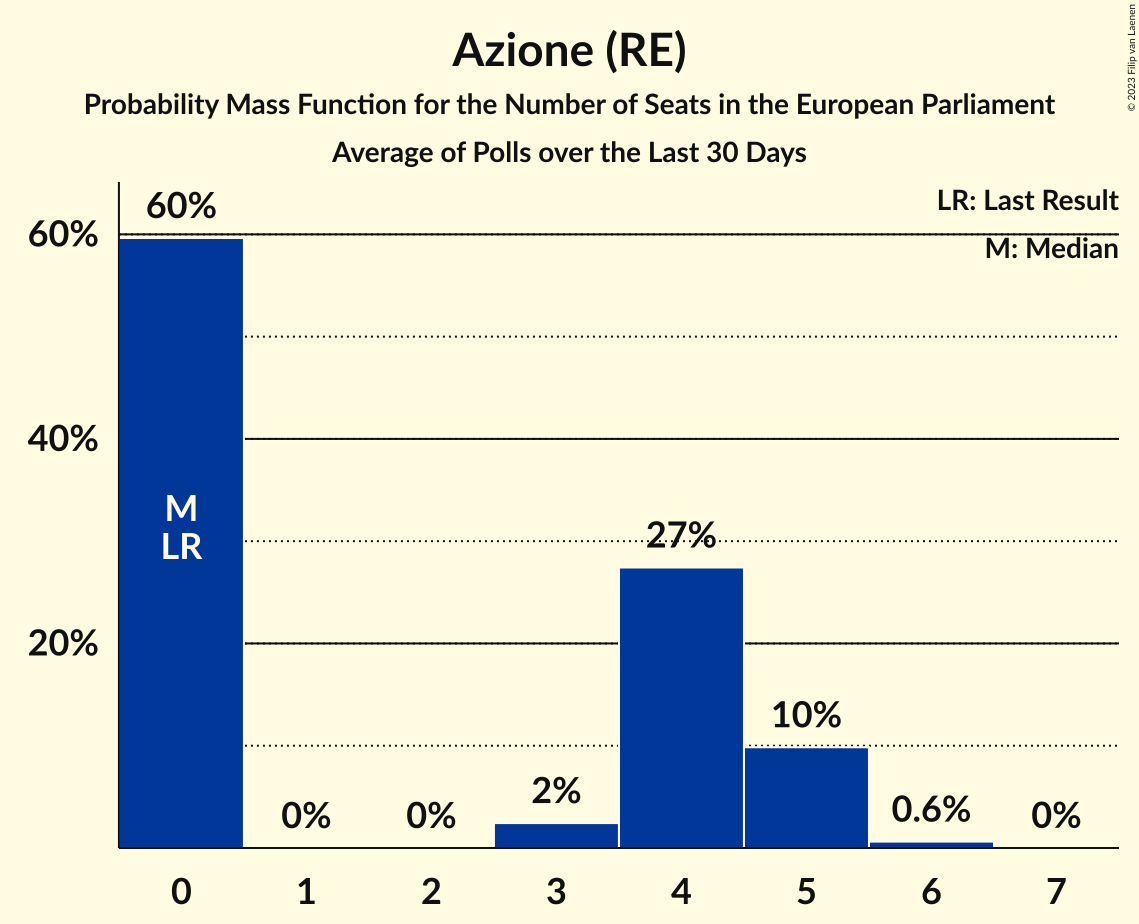 Azione (RE)
Probability Mass Function for the Number of Seats in the European Parliament
Average of Polls over the Last 30 Days
© 2023 Filip van Laenen
LR: Last Result
M: Median
60%
40%
20%
60%
M
LR
0%
0%
2%
27%
10%
0.6%
0%
0 1 2 3 4 5 6 7